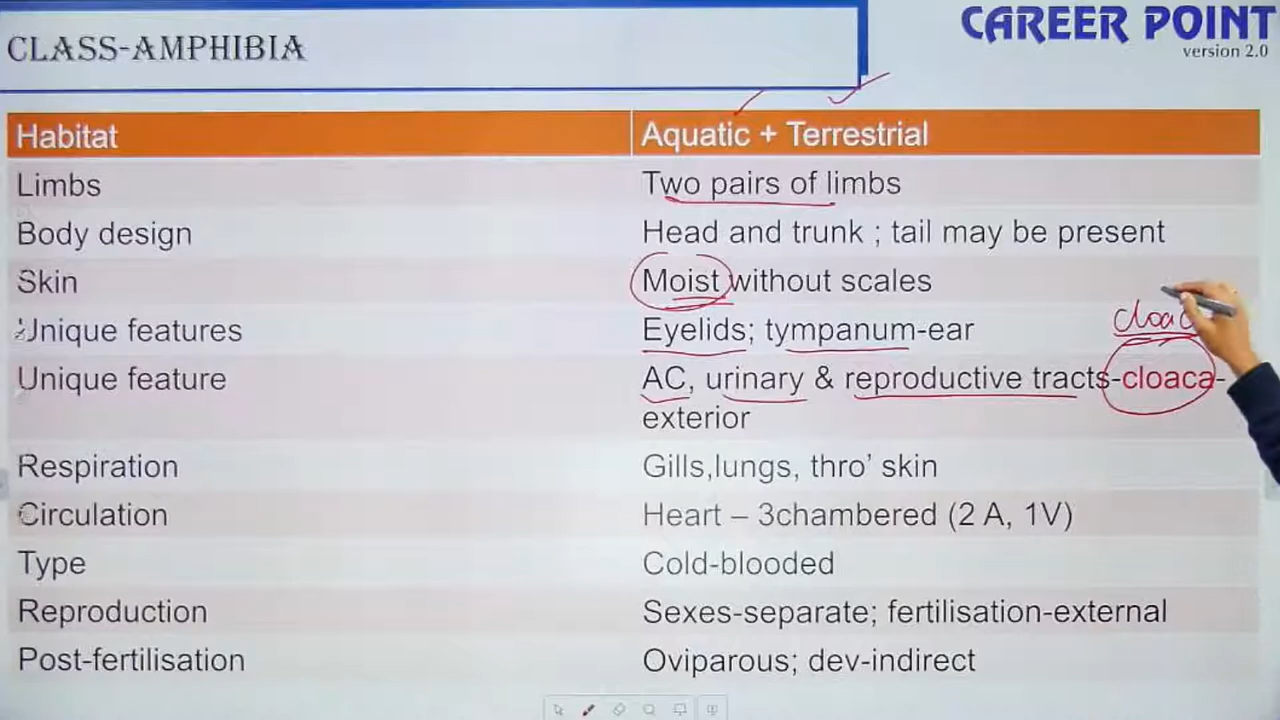 CLASS-AMPHIBIA
CAREER POINT
version 2.0
Habitat Aquatic + Terrestrial
Limbs Two pairs of limbs
Body design Head and trunk ; tail may be present
Skin Moist without scales
Unique features Eyelids; tympanum-ear
cloac
Unique feature AC, urinary & reproductive tracts-cloaca-
exterior
Respiration Gills,lungs, thro’ skin
Circulation Heart – 3chambered (2 A, 1V)
Type Cold-blooded
Reproduction Sexes-separate; fertilisation-external
Post-fertilisation Oviparous; dev-indirect